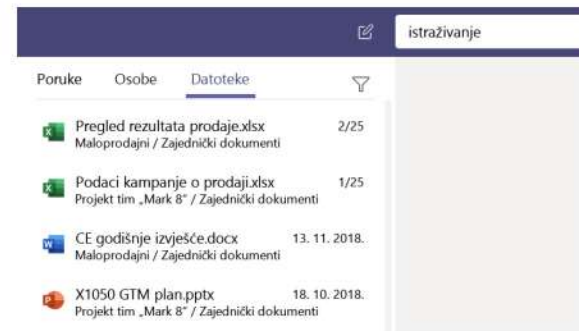 istraživanje
Poruke Osobe Datoteke
Pregled rezultata prodaje.xlsx 2/25
Maloprodajni / Zajednički dokumenti
Podaci kampanje o prodaji.xlsx 1/25
Projekt tim „Mark 8" / Zajednički dokumenti
CE godišnje izvješće.docx 13. 11. 2018.
Maloprodajni / Zajednički dokumenti
X1050 GTM plan.pptx 18. 10. 2018.
Projekt tim „Mark 8" / Zajednički dokumenti